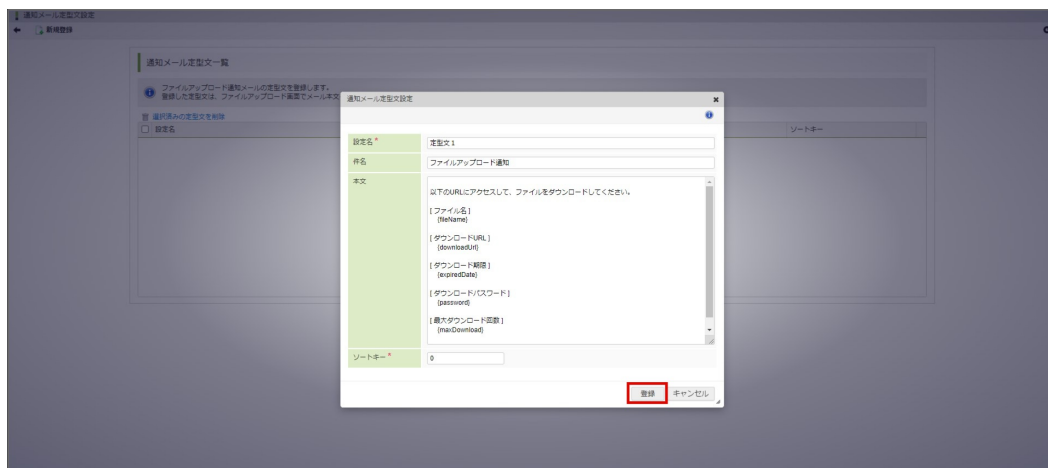 通知メール定型文設定
新規登録
通知メール定型文一覧
ファイルアップロード通知メールの定型文を登録します。
登録した定型文は、ファイルアップロード画面でメール本文
選択済みの定型文を削除
設定名
ソートキー
通知メール定型文設定
設定名 *
定型文1
件名
ファイルアップロード通知
本文
以下のURLにアクセスして、ファイルをダウンロードしてください。
[ ファイル名 ]
{fileName}
[ ダウンロードURL ]
{downloadUrl}
[ ダウンロード期限 ]
{expiredDate}
[ ダウンロードパスワード ]
{password}
[ 最大ダウンロード回数 ]
{maxDownload}
ソートキー *
0
登録
キャンセル